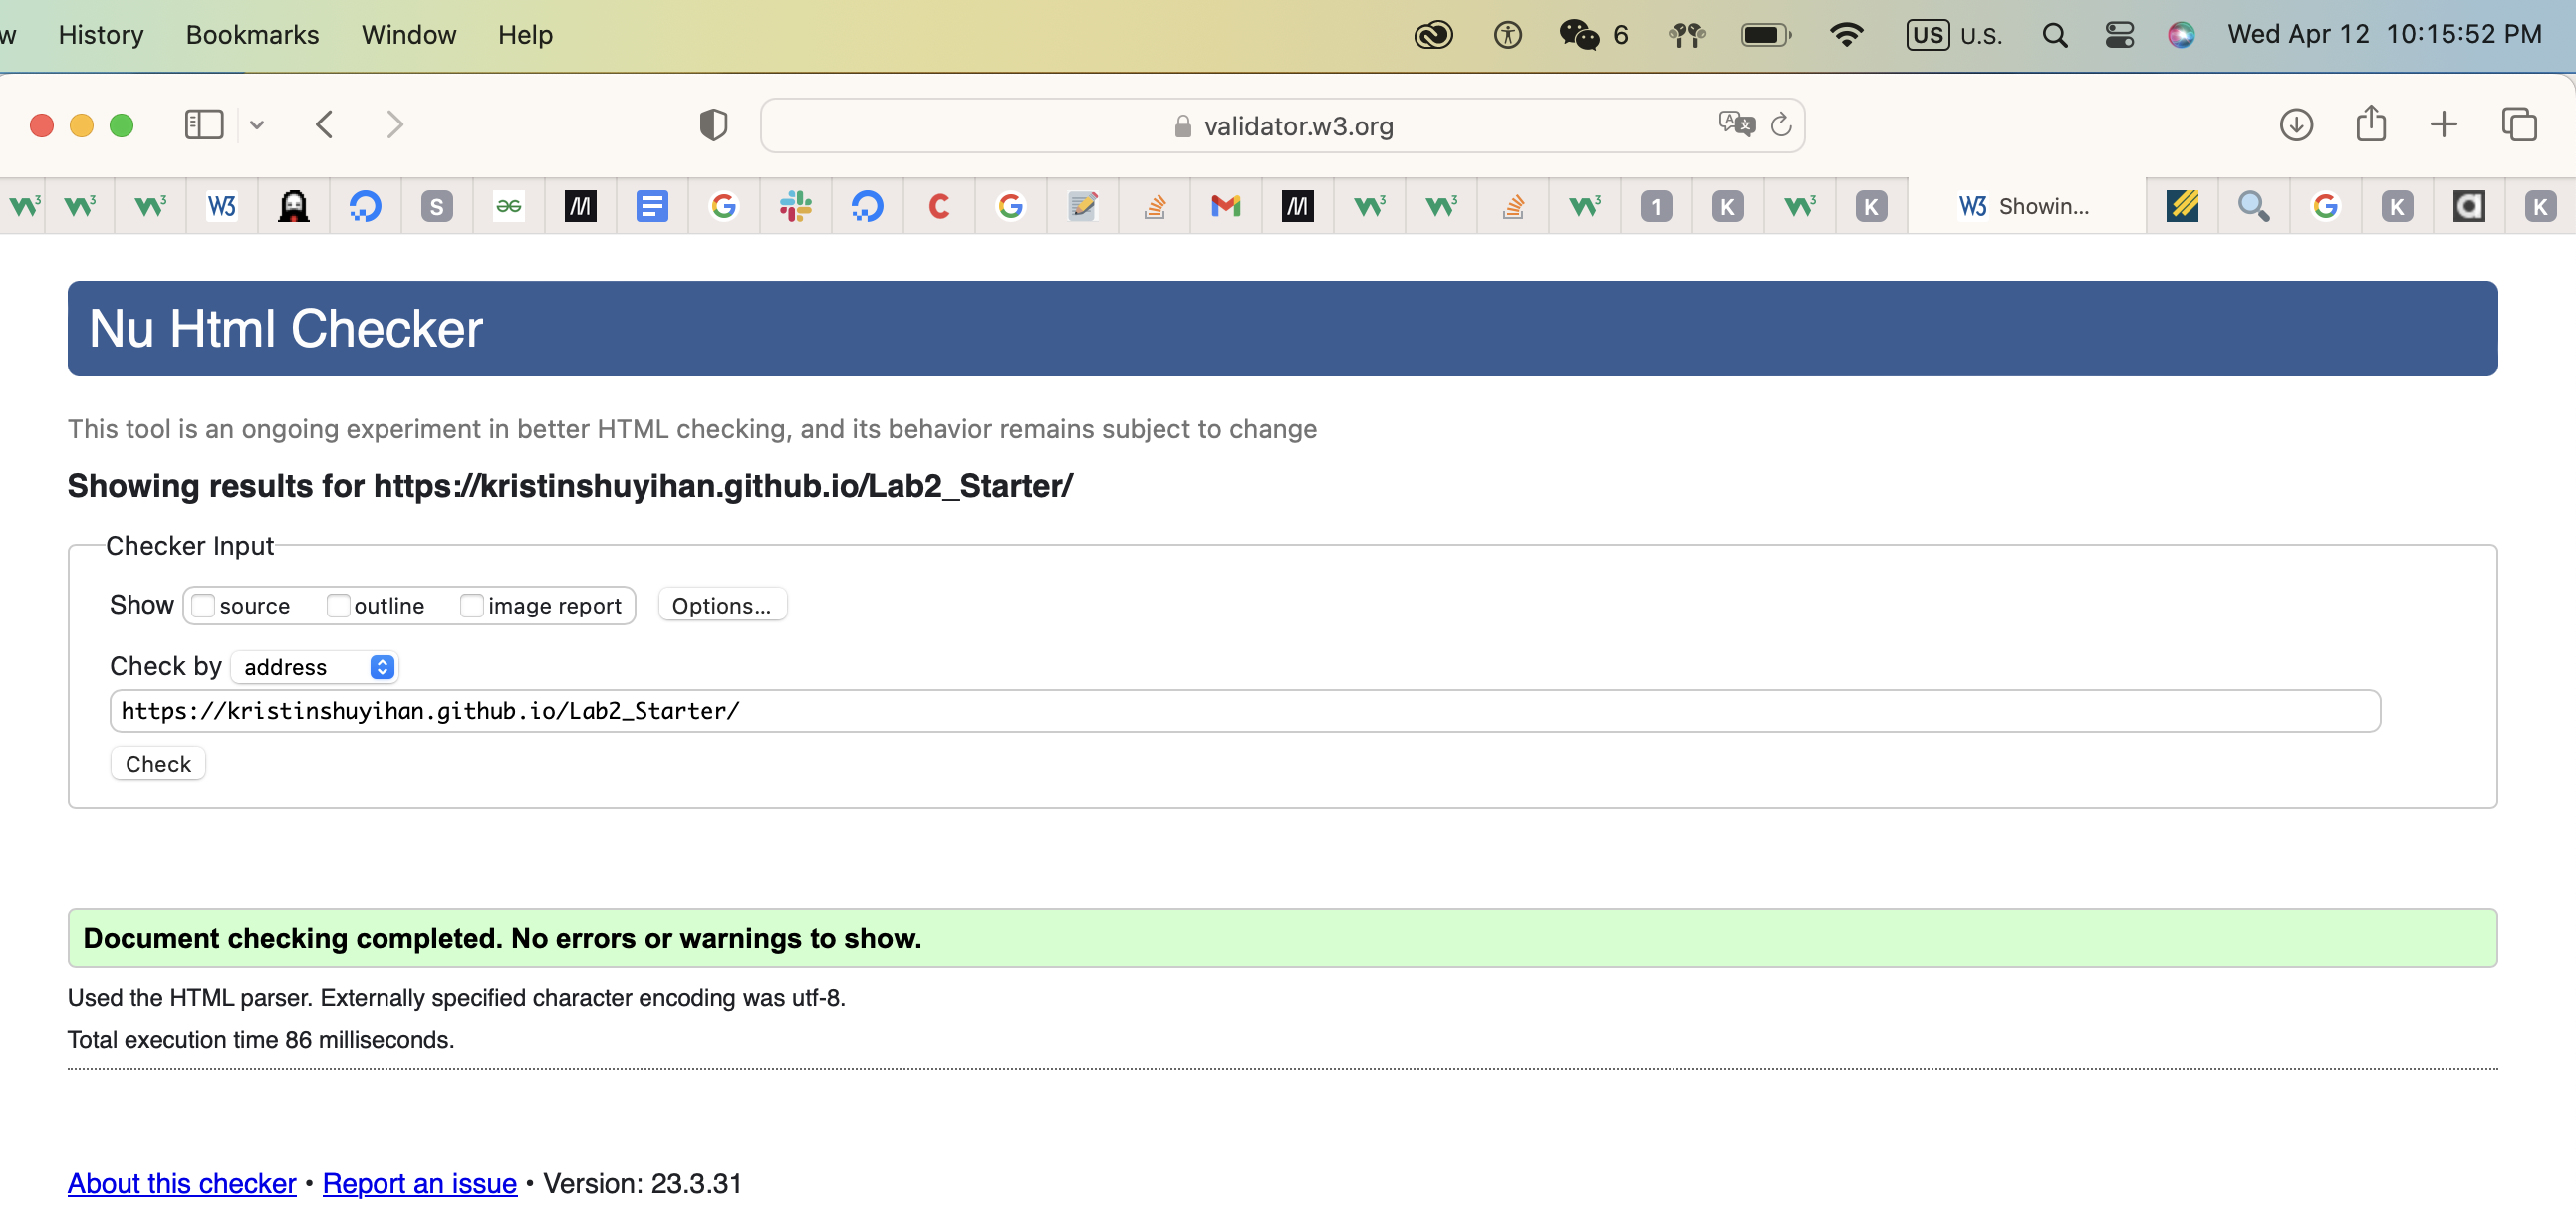 w History Bookmarks Window Help 6 US U.S. Wed Apr 12 10:15:52 PM
validator.w3.org
W3 S M C M 1 K K W3 Showin... K a K
Nu Html Checker
This tool is an ongoing experiment in better HTML checking, and its behavior remains subject to change
Showing results for https://kristinshuyihan.github.io/Lab2_Starter/
Checker Input
Show source outline image report Options...
Check by address
https://kristinshuyihan.github.io/Lab2_Starter/
Check
Document checking completed. No errors or warnings to show.
Used the HTML parser. Externally specified character encoding was utf-8.
Total execution time 86 milliseconds.
About this checker • Report an issue • Version: 23.3.31